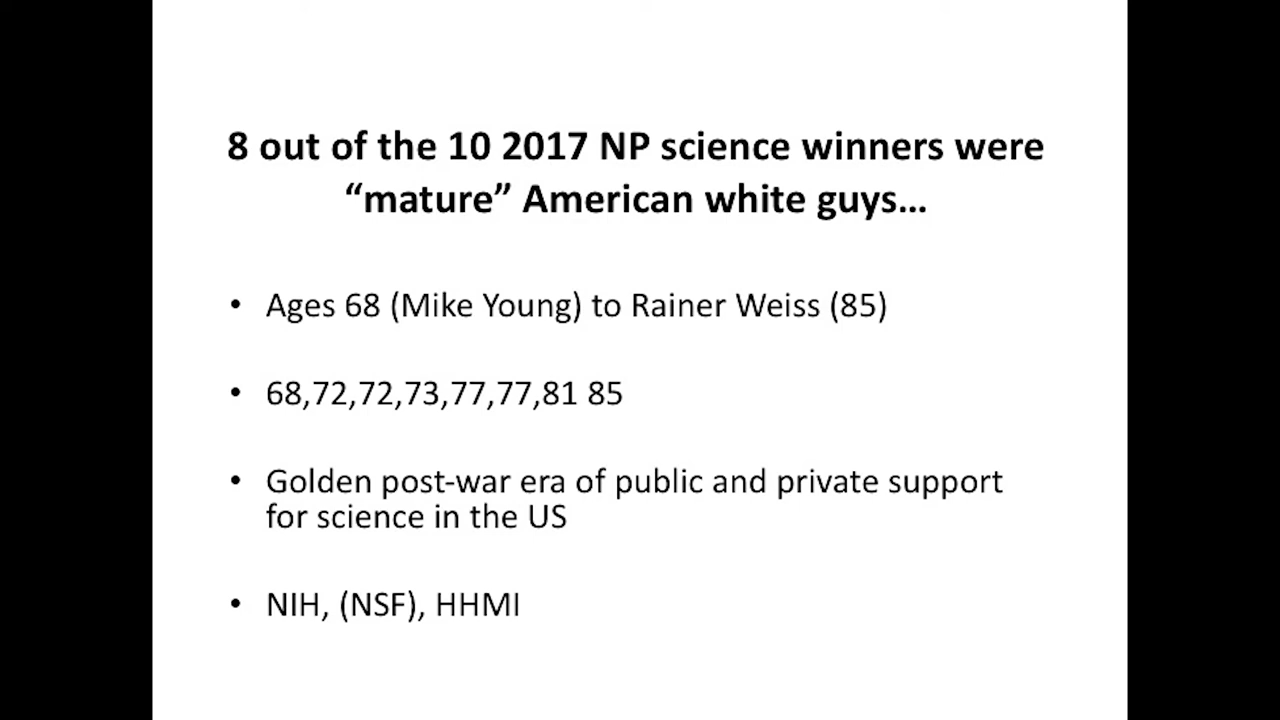 8 out of the 10 2017 NP science winners were
“mature” American white guys…
• Ages 68 (Mike Young) to Rainer Weiss (85)
• 68,72,72,73,77,77,81 85
• Golden post-war era of public and private support
for science in the US
• NIH, (NSF), HHMI